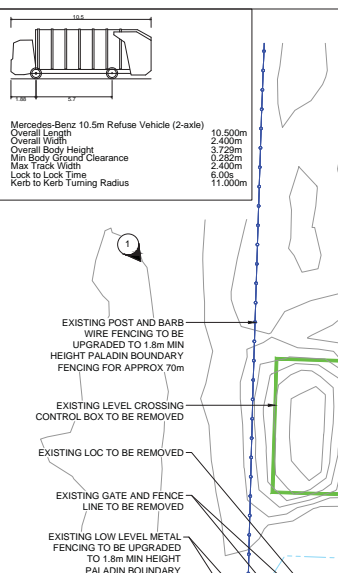 10.5
1.88
5.7
Mercedes-Benz 10.5m Refuse Vehicle (2-axle)
Overall Length 10.500m
Overall Width 2.400m
Overall Body Height 3.729m
Min Body Ground Clearance 0.282m
Max Track Width 2.400m
Lock to Lock Time 6.00s
Kerb to Kerb Turning Radius 11.000m
1
EXISTING POST AND BARB
WIRE FENCING TO BE
UPGRADED TO 1.8m MIN
HEIGHT PALADIN BOUNDARY
FENCING FOR APPROX 70m
EXISTING LEVEL CROSSING
CONTROL BOX TO BE REMOVED
EXISTING LOC TO BE REMOVED
EXISTING GATE AND FENCE
LINE TO BE REMOVED
EXISTING LOW LEVEL METAL
FENCING TO BE UPGRADED
TO 1.8m MIN HEIGHT
PALADIN BOUNDARY